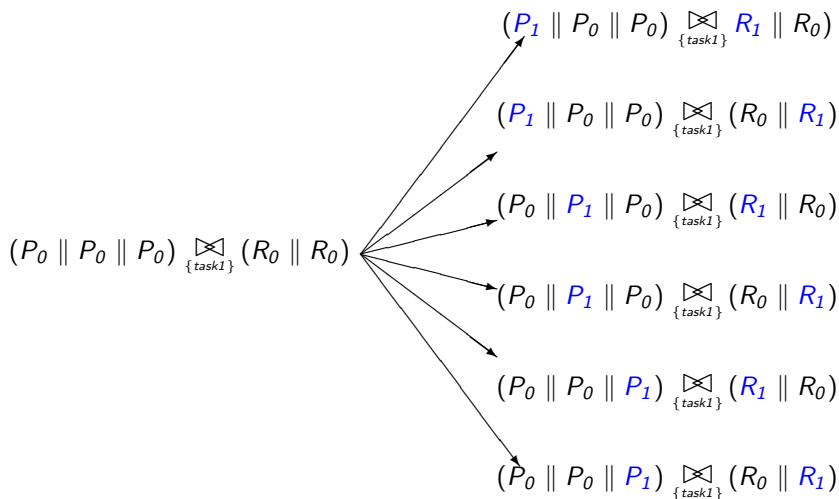 (P₁ ∥ P₀ ∥ P₀) ⋈{task1} R₁ ∥ R₀)
(P₁ ∥ P₀ ∥ P₀) ⋈{task1} (R₀ ∥ R₁)
(P₀ ∥ P₁ ∥ P₀) ⋈{task1} (R₁ ∥ R₀)
(P₀ ∥ P₀ ∥ P₀) ⋈{task1} (R₀ ∥ R₀)
(P₀ ∥ P₁ ∥ P₀) ⋈{task1} (R₀ ∥ R₁)
(P₀ ∥ P₀ ∥ P₁) ⋈{task1} (R₁ ∥ R₀)
(P₀ ∥ P₀ ∥ P₁) ⋈{task1} (R₀ ∥ R₁)